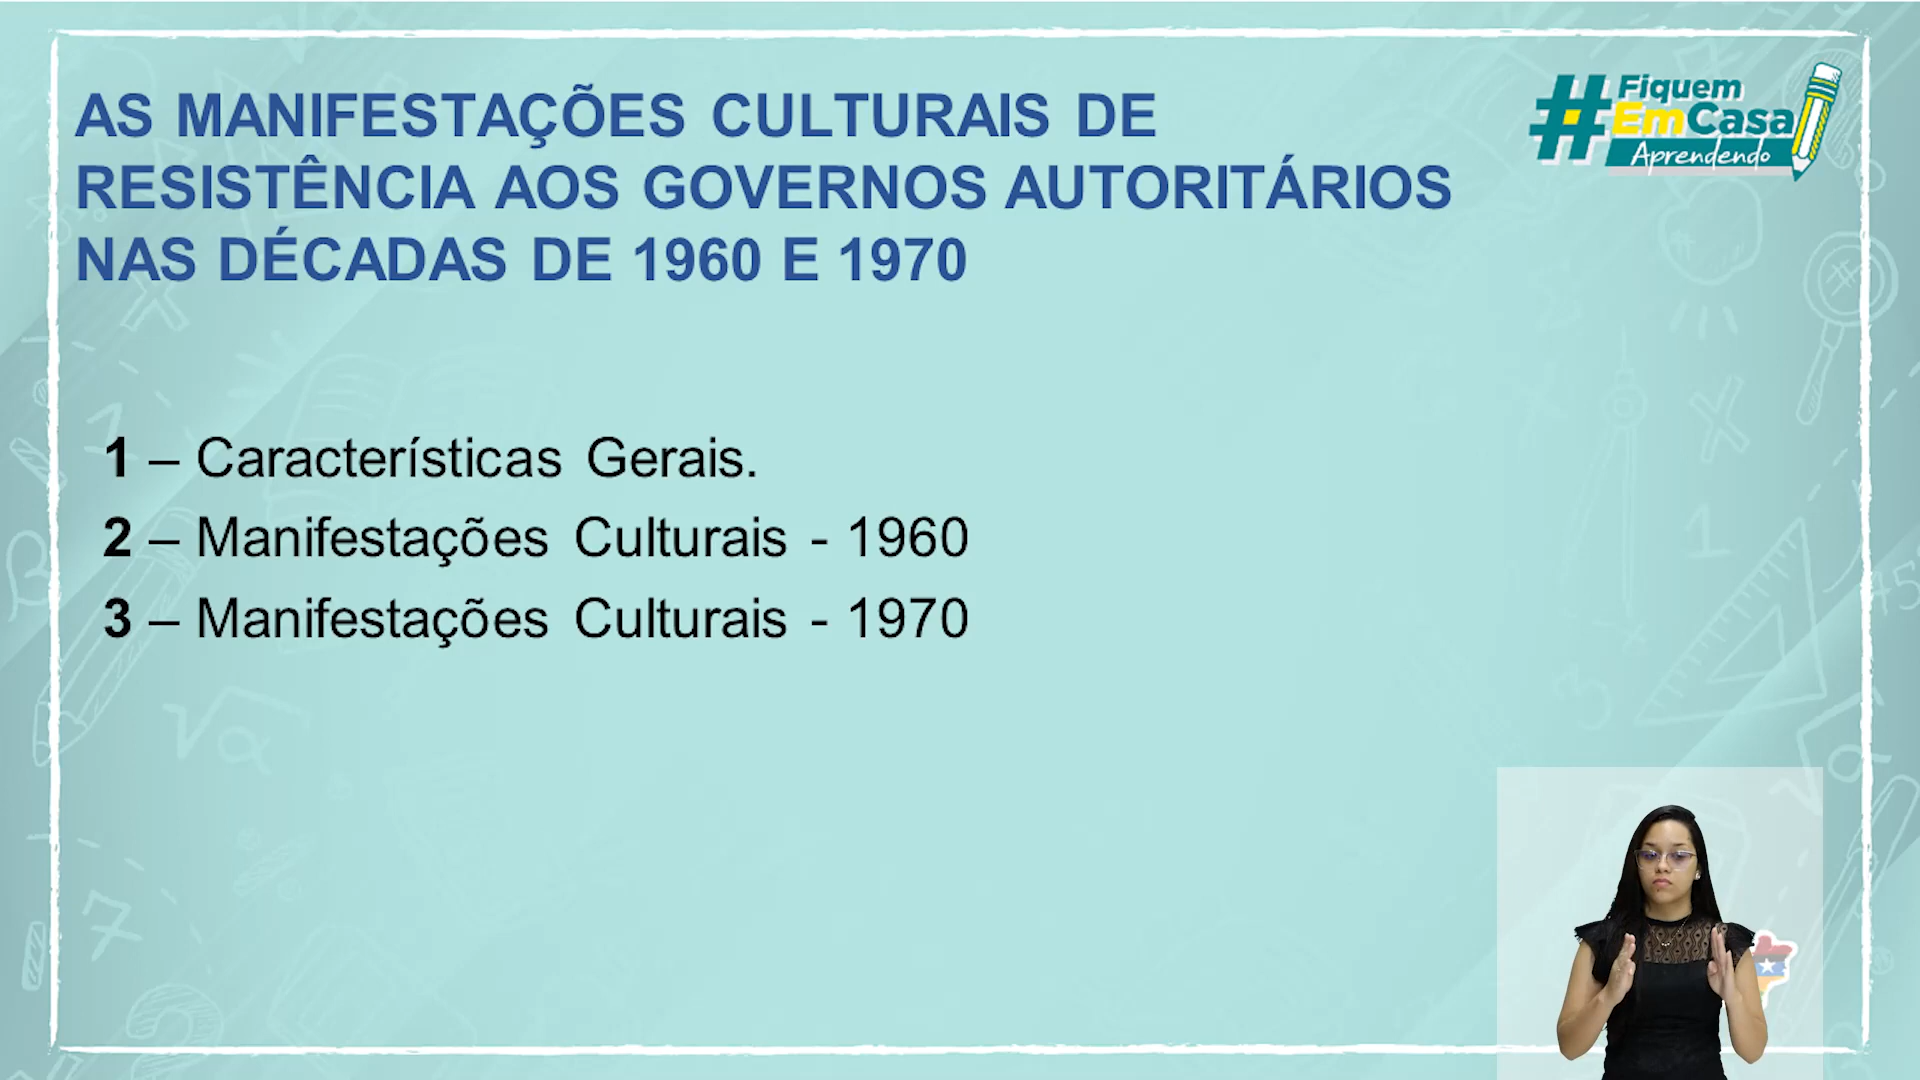 AS MANIFESTAÇÕES CULTURAIS DE
RESISTÊNCIA AOS GOVERNOS AUTORITÁRIOS
NAS DÉCADAS DE 1960 E 1970
#Fiquem
EmCasa
Aprendendo
1 – Características Gerais.
2 – Manifestações Culturais - 1960
3 – Manifestações Culturais - 1970